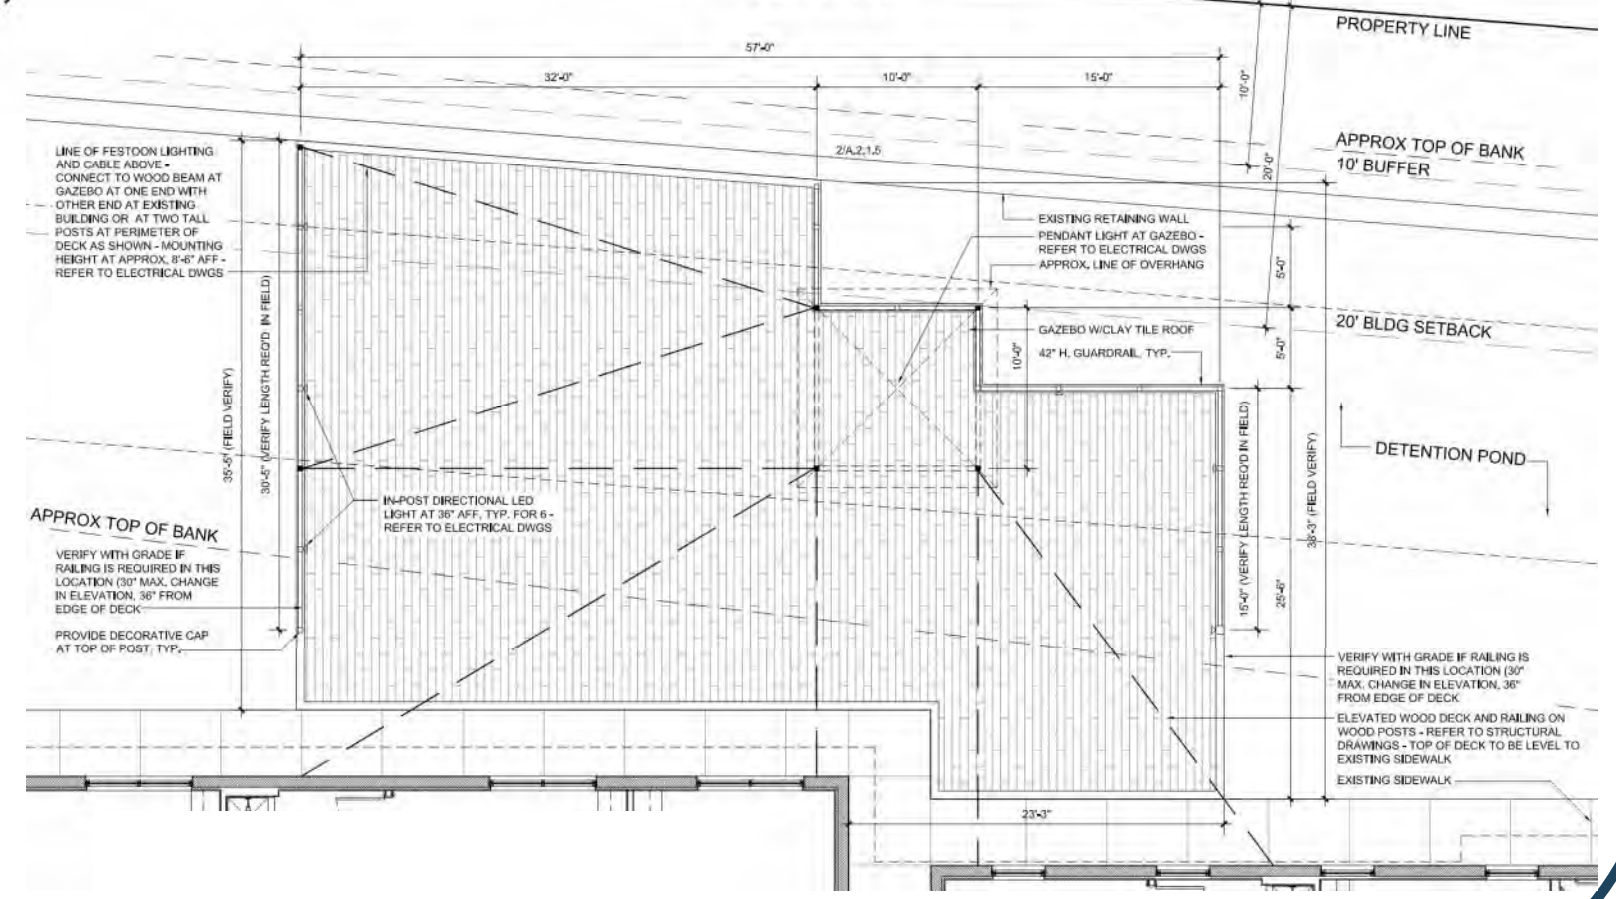 PROPERTY LINE
57'-0"
32'-0"
10'-0"
15'-0"
10'-0"
APPROX TOP OF BANK
10' BUFFER
20'-0"
2/A.2.1.5
LINE OF FESTOON LIGHTING
AND CABLE ABOVE -
CONNECT TO WOOD BEAM AT
GAZEBO AT ONE END WITH
OTHER END AT EXISTING
BUILDING OR AT TWO TALL
POSTS AT PERIMETER OF
DECK AS SHOWN - MOUNTING
HEIGHT AT APPROX. 8'-6" AFF -
REFER TO ELECTRICAL DWGS
EXISTING RETAINING WALL
PENDANT LIGHT AT GAZEBO -
REFER TO ELECTRICAL DWGS
APPROX. LINE OF OVERHANG
5'-0"
20' BLDG SETBACK
GAZEBO W/CLAY TILE ROOF
42" H. GUARDRAIL, TYP.
10'-0"
5'-0"
35'-5" (FIELD VERIFY)
30'-5" (VERIFY LENGTH REQ'D IN FIELD)
DETENTION POND
IN-POST DIRECTIONAL LED
LIGHT AT 36" AFF, TYP. FOR 6 -
REFER TO ELECTRICAL DWGS
APPROX TOP OF BANK
VERIFY WITH GRADE IF
RAILING IS REQUIRED IN THIS
LOCATION (30" MAX. CHANGE
IN ELEVATION, 36" FROM
EDGE OF DECK
PROVIDE DECORATIVE CAP
AT TOP OF POST, TYP.
15'-0" (VERIFY LENGTH REQ'D IN FIELD)
25'-6"
38'-3" (FIELD VERIFY)
VERIFY WITH GRADE IF RAILING IS
REQUIRED IN THIS LOCATION (30"
MAX. CHANGE IN ELEVATION, 36"
FROM EDGE OF DECK
ELEVATED WOOD DECK AND RAILING ON
WOOD POSTS - REFER TO STRUCTURAL
DRAWINGS - TOP OF DECK TO BE LEVEL TO
EXISTING SIDEWALK
EXISTING SIDEWALK
23'-3"